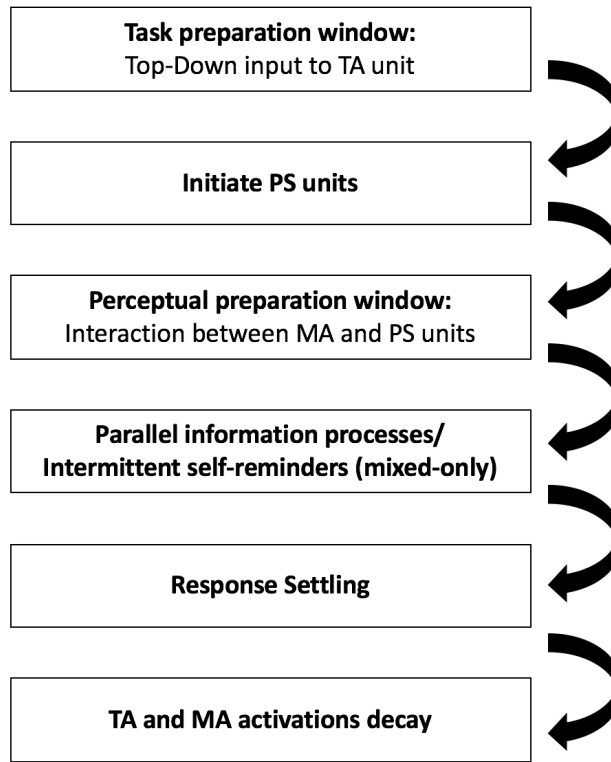 Task preparation window:
Top-Down input to TA unit
Initiate PS units
Perceptual preparation window:
Interaction between MA and PS units
Parallel information processes/
Intermittent self-reminders (mixed-only)
Response Settling
TA and MA activations decay